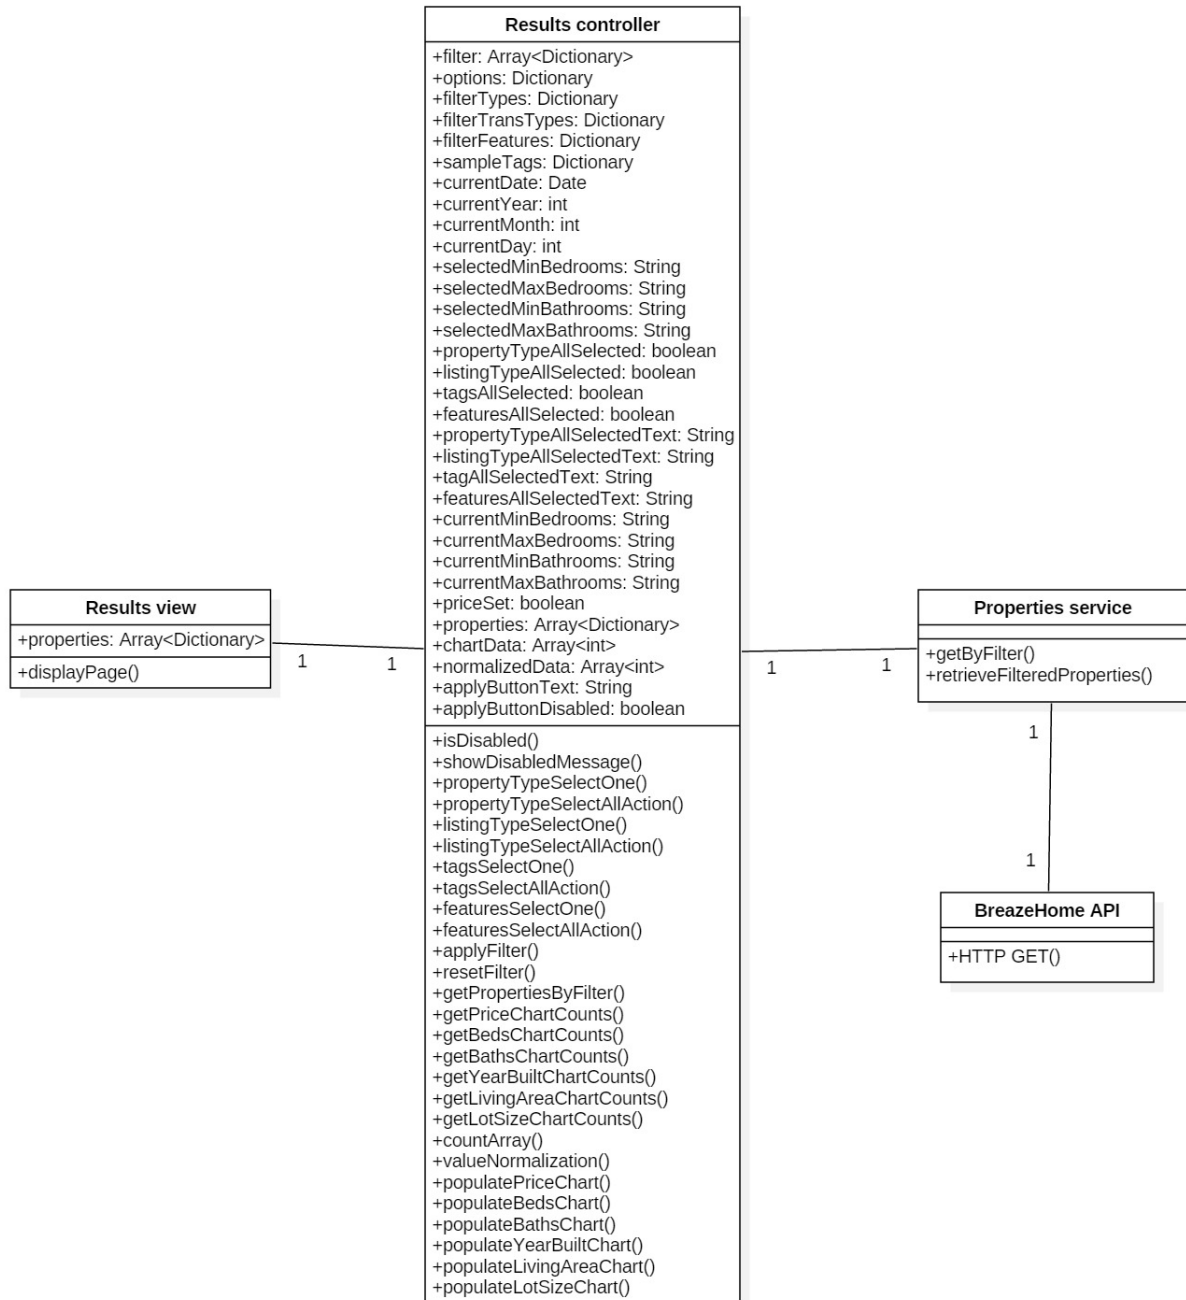 Results controller
+filter: Array<Dictionary>
+options: Dictionary
+filterTypes: Dictionary
+filterTransTypes: Dictionary
+filterFeatures: Dictionary
+sampleTags: Dictionary
+currentDate: Date
+currentYear: int
+currentMonth: int
+currentDay: int
+selectedMinBedrooms: String
+selectedMaxBedrooms: String
+selectedMinBathrooms: String
+selectedMaxBathrooms: String
+propertyTypeAllSelected: boolean
+listingTypeAllSelected: boolean
+tagsAllSelected: boolean
+featuresAllSelected: boolean
+propertyTypeAllSelectedText: String
+listingTypeAllSelectedText: String
+tagAllSelectedText: String
+featuresAllSelectedText: String
+currentMinBedrooms: String
+currentMaxBedrooms: String
+currentMinBathrooms: String
+currentMaxBathrooms: String
+priceSet: boolean
+properties: Array<Dictionary>
+chartData: Array<int>
+normalizedData: Array<int>
+applyButtonText: String
+applyButtonDisabled: boolean
+isDisabled()
+showDisabledMessage()
+propertyTypeSelectOne()
+propertyTypeSelectAllAction()
+listingTypeSelectOne()
+listingTypeSelectAllAction()
+tagsSelectOne()
+tagsSelectAllAction()
+featuresSelectOne()
+featuresSelectAllAction()
+applyFilter()
+resetFilter()
+getPropertiesByFilter()
+getPriceChartCounts()
+getBedsChartCounts()
+getBathsChartCounts()
+getYearBuiltChartCounts()
+getLivingAreaChartCounts()
+getLotSizeChartCounts()
+countArray()
+valueNormalization()
+populatePriceChart()
+populateBedsChart()
+populateBathsChart()
+populateYearBuiltChart()
+populateLivingAreaChart()
+populateLotSizeChart()
Results view
+properties: Array<Dictionary>
+displayPage()
1
1
1
1
Properties service
+getByFilter()
+retrieveFilteredProperties()
1
1
BreazeHome API
+HTTP GET()